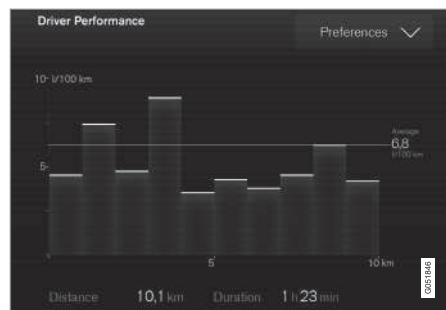 Driver Performance
Preferences
10- l/100 km
Average
6,8
l/100 km
5-
5
10 km
Distance 10,1 km Duration 1 h 23 min
G051846